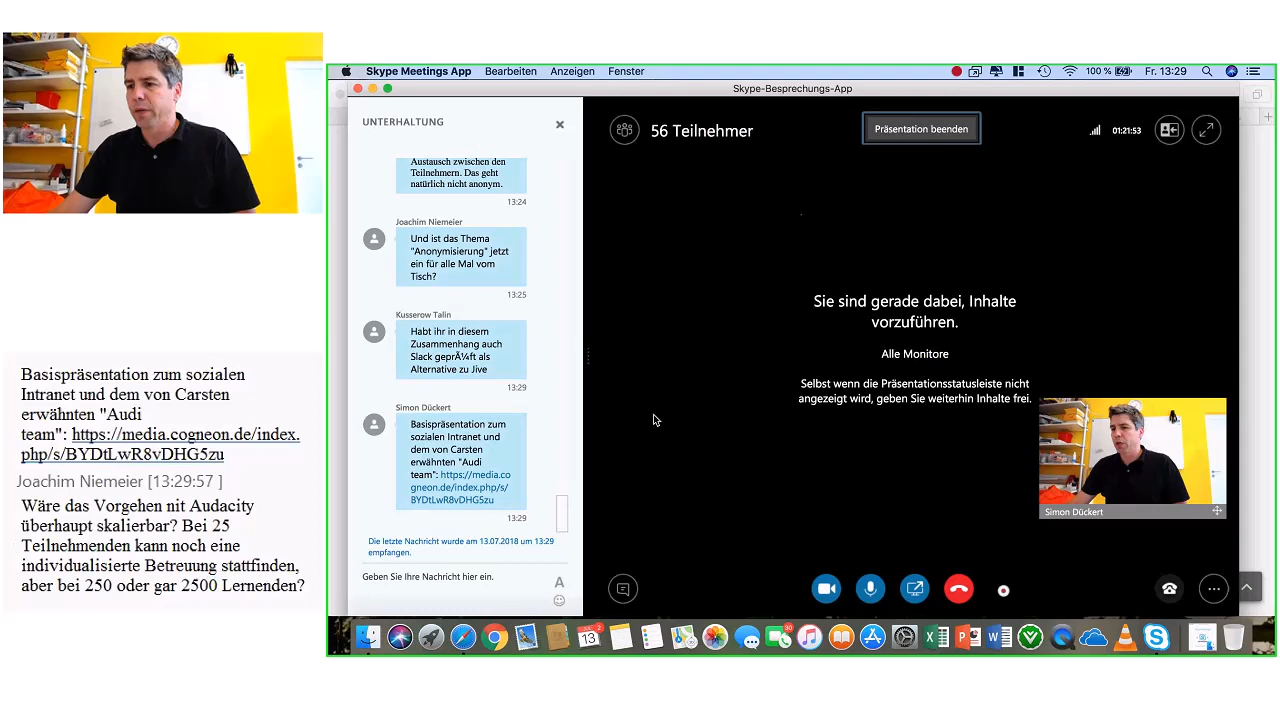 Skype Meetings App Bearbeiten Anzeigen Fenster
100 % Fr. 13:29
Skype-Besprechungs-App
UNTERHALTUNG
Austausch zwischen den
Teilnehmern. Das geht
natürlich nicht anonym.
13:24
Joachim Niemeier
Und ist das Thema
"Anonymisierung" jetzt
ein für alle Mal vom
Tisch?
13:25
Kusserow Talin
Habt ihr in diesem
Zusammenhang auch
Slack geprÃ¼ft als
Alternative zu Jive
13:29
Simon Dückert
Basispräsentation zum
sozialen Intranet und
dem von Carsten
erwähnten "Audi
team": https://media.co
gneon.de/index.php/s/
BYDtLwR8vDHG5zu
13:29
Die letzte Nachricht wurde am 13.07.2018 um 13:29
empfangen.
Geben Sie Ihre Nachricht hier ein.
A
56 Teilnehmer
Präsentation beenden
01:21:53
Sie sind gerade dabei, Inhalte
vorzuführen.
Alle Monitore
Selbst wenn die Präsentationsstatusleiste nicht
angezeigt wird, geben Sie weiterhin Inhalte frei.
Simon Dückert
Basispräsentation zum sozialen
Intranet und dem von Carsten
erwähnten "Audi
team": https://media.cogneon.de/index.
php/s/BYDtLwR8vDHG5zu
Joachim Niemeier [13:29:57 ]
Wäre das Vorgehen nit Audacity
überhaupt skalierbar? Bei 25
Teilnehmenden kann noch eine
individualisierte Betreuung stattfinden,
aber bei 250 oder gar 2500 Lernenden?
13
30